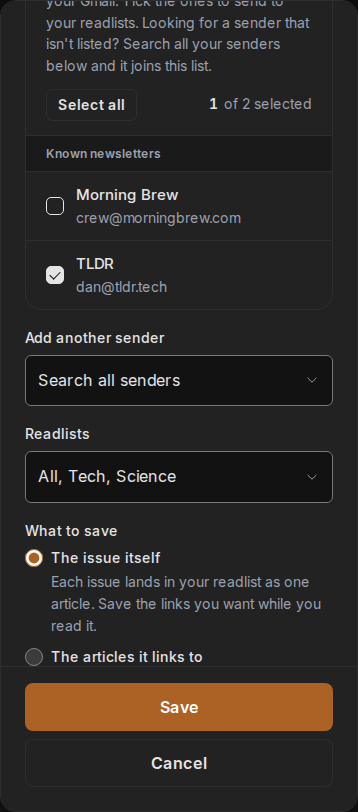 your Gmail. Pick the ones to send to
your readlists. Looking for a sender that
isn't listed? Search all your senders
below and it joins this list.
Select all
1 of 2 selected
Known newsletters
Morning Brew
crew@morningbrew.com
TLDR
dan@tldr.tech
Add another sender
Search all senders
Readlists
All, Tech, Science
What to save
The issue itself
Each issue lands in your readlist as one
article. Save the links you want while you
read it.
The articles it links to
Save
Cancel